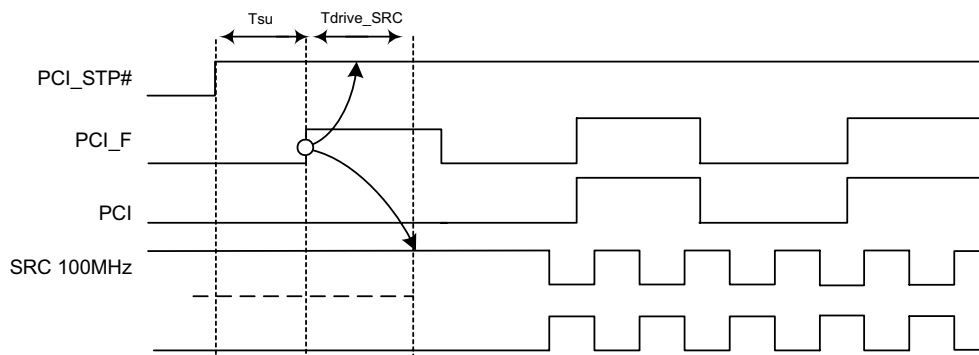 Tsu
Tdrive_SRC
PCI_STP#
PCI_F
PCI
SRC 100MHz